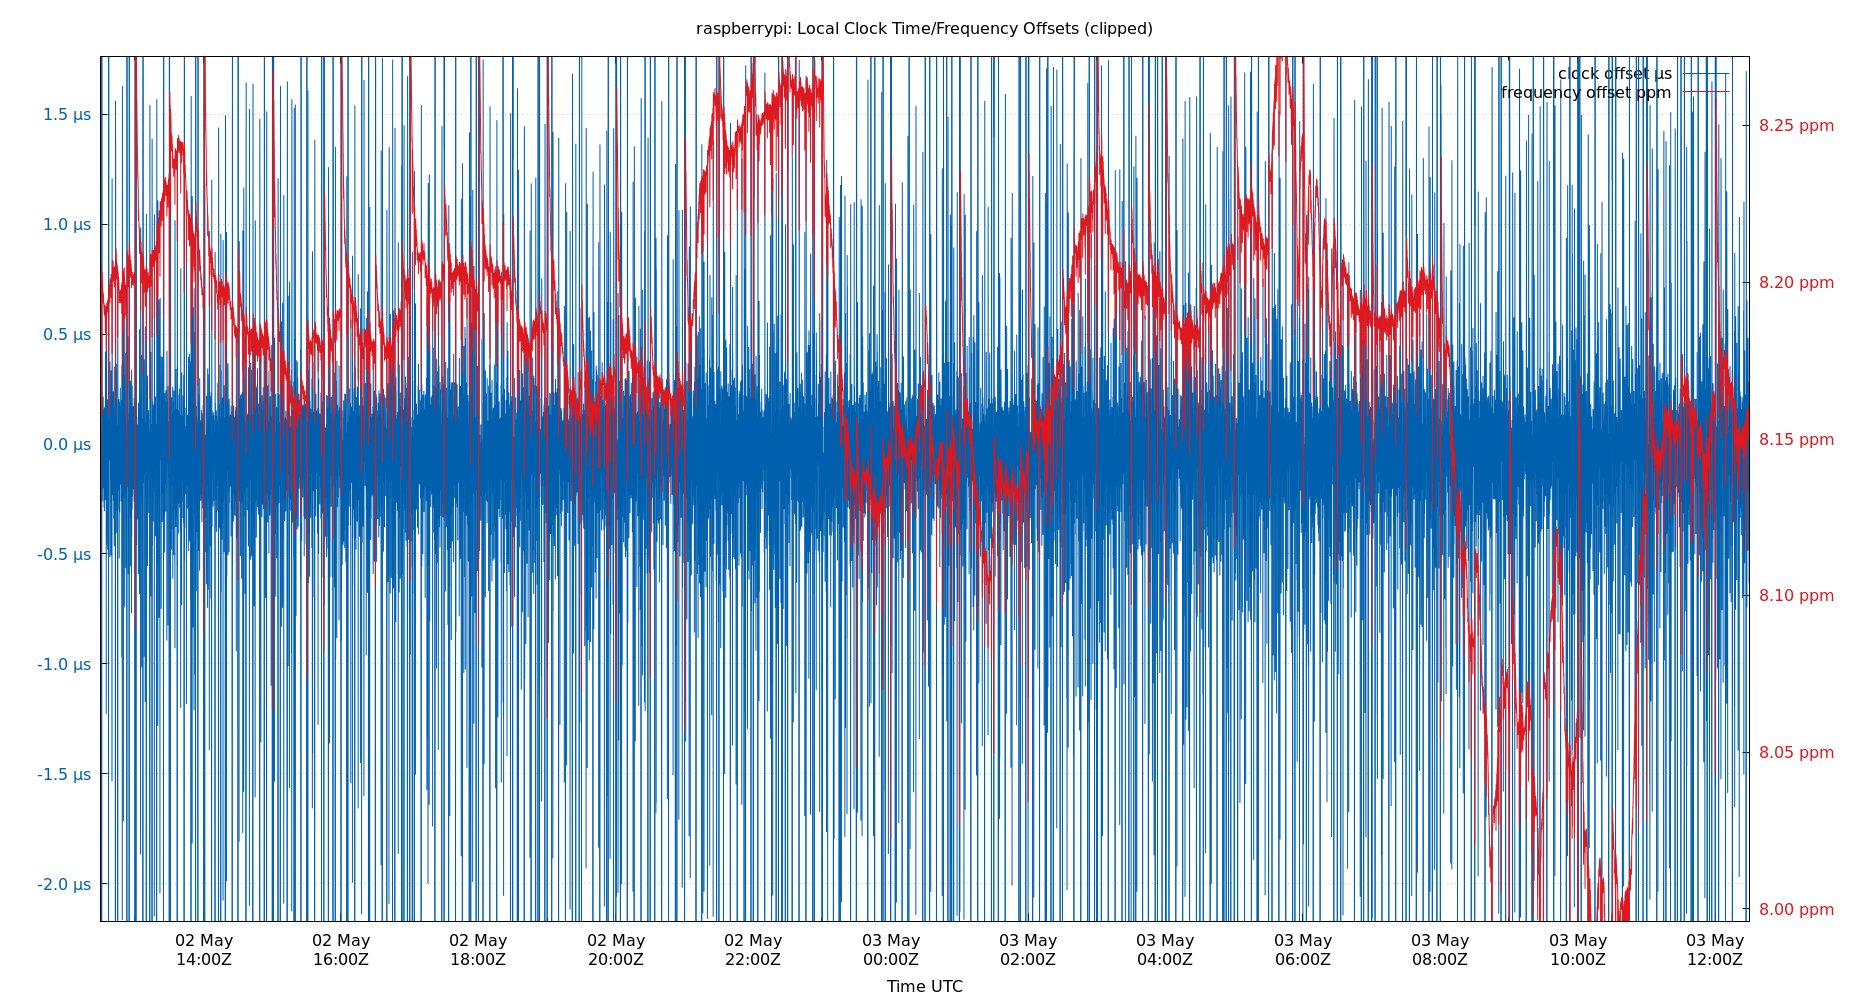 raspberrypi: Local Clock Time/Frequency Offsets (clipped)
clock offset µs
frequency offset ppm
1.5 µs
1.0 µs
0.5 µs
0.0 µs
-0.5 µs
-1.0 µs
-1.5 µs
-2.0 µs
8.25 ppm
8.20 ppm
8.15 ppm
8.10 ppm
8.05 ppm
8.00 ppm
02 May 02 May 02 May 02 May 02 May 03 May 03 May 03 May 03 May 03 May 03 May 03 May
14:00Z 16:00Z 18:00Z 20:00Z 22:00Z 00:00Z 02:00Z 04:00Z 06:00Z 08:00Z 10:00Z 12:00Z
Time UTC